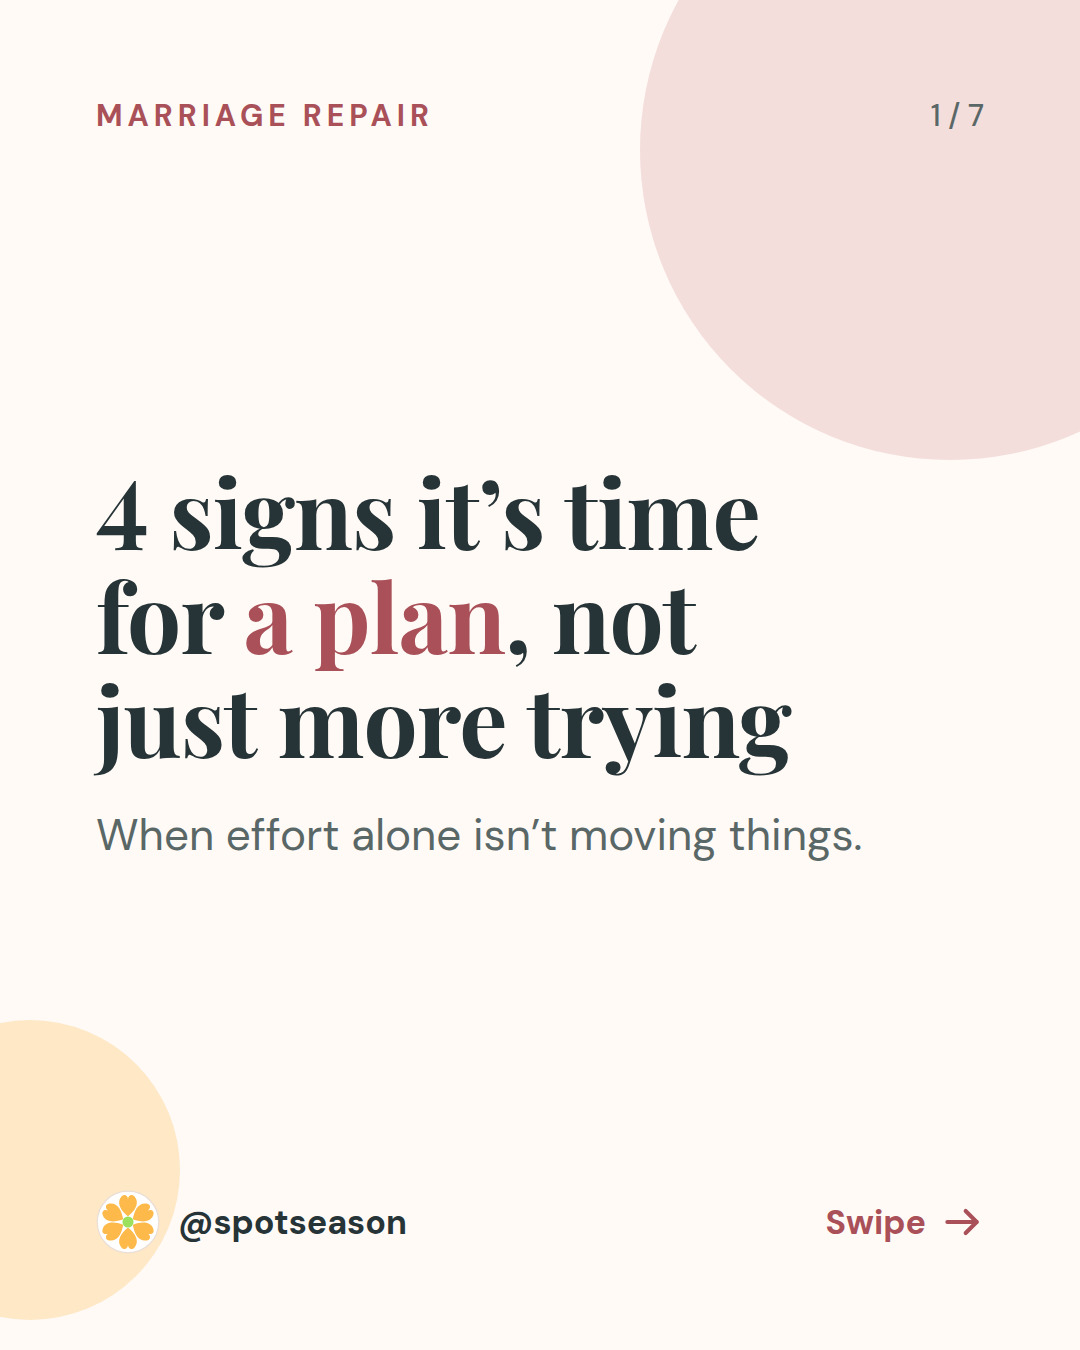 MARRIAGE REPAIR
1 / 7
4 signs it’s time
for a plan, not
just more trying
When effort alone isn’t moving things.
@spotseason
Swipe →